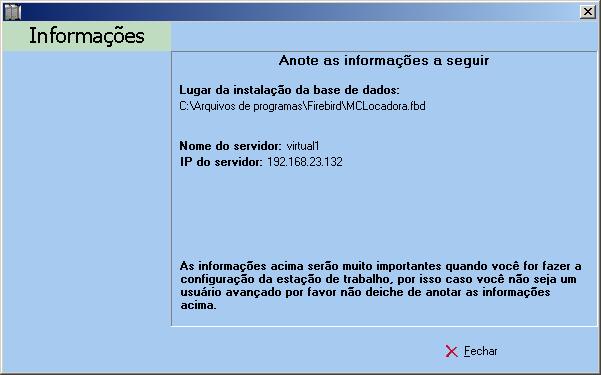 Informações
Anote as informações a seguir
Lugar da instalação da base de dados:
C:\Arquivos de programas\Firebird\MCLocadora.fbd
Nome do servidor: virtual1
IP do servidor: 192.168.23.132
As informações acima serão muito importantes quando você for fazer a
configuração da estação de trabalho, por isso caso você não seja um
usuário avançado por favor não deiche de anotar as informações
acima.
Fechar